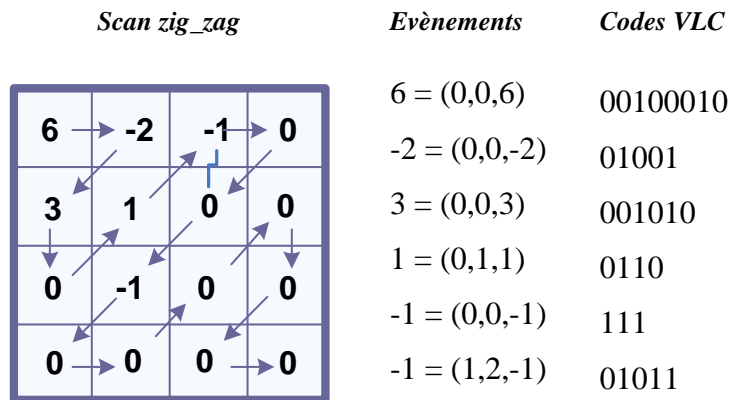 Scan zig_zag Evènements Codes VLC
6 -2 -1 0
3 1 0 0
0 -1 0 0
0 0 0 0
6 = (0,0,6) 00100010
-2 = (0,0,-2) 01001
3 = (0,0,3) 001010
1 = (0,1,1) 0110
-1 = (0,0,-1) 111
-1 = (1,2,-1) 01011